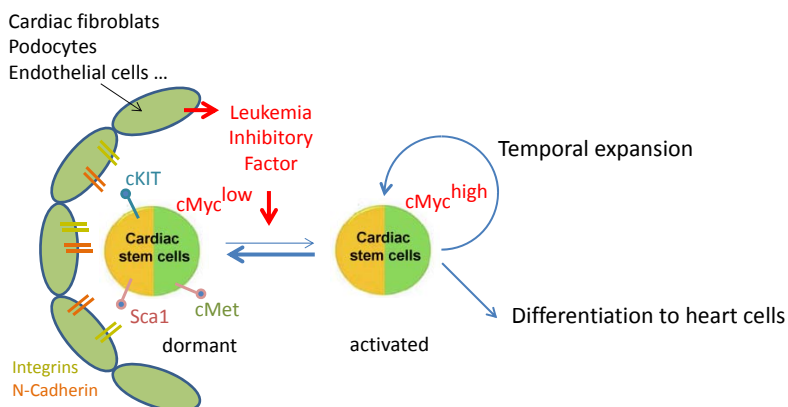 Cardiac fibroblats
Podocytes
Endothelial cells ...
Leukemia
Inhibitory
Factor
Temporal expansion
cKIT
cMyc low
cMyc high
Cardiac
stem cells
Cardiac
stem cells
Sca1
cMet
Differentiation to heart cells
dormant
activated
Integrins
N-Cadherin